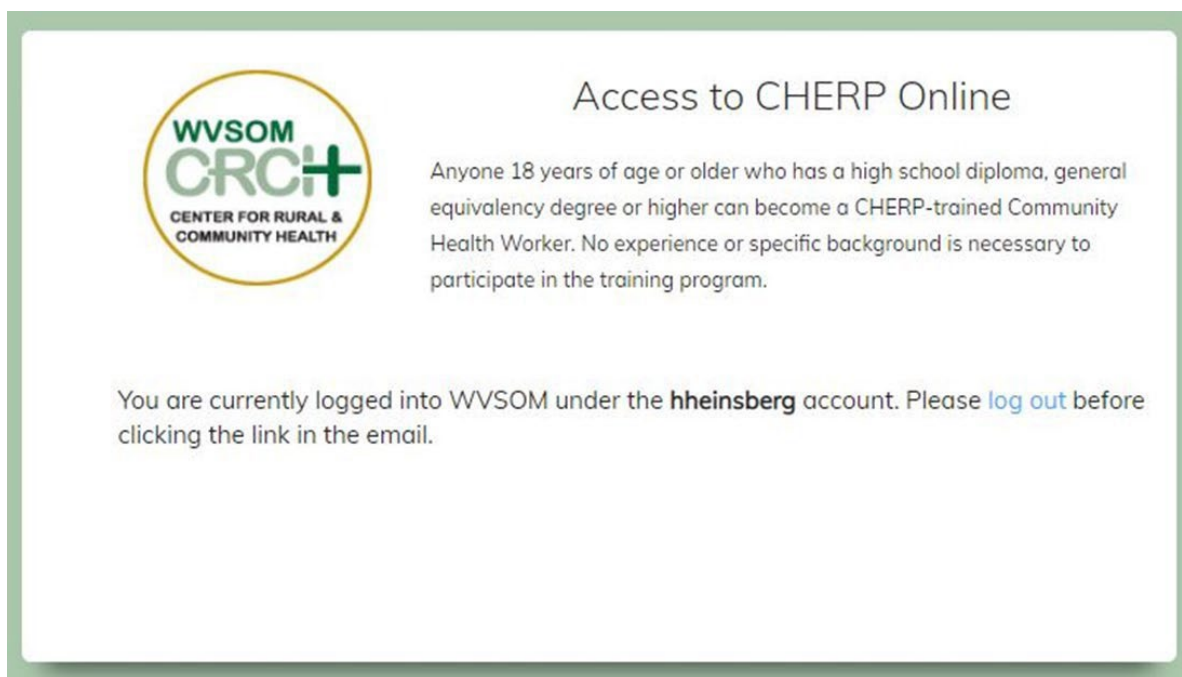 WVSOM
CRCH
CENTER FOR RURAL &
COMMUNITY HEALTH
Access to CHERP Online
Anyone 18 years of age or older who has a high school diploma, general
equivalency degree or higher can become a CHERP-trained Community
Health Worker. No experience or specific background is necessary to
participate in the training program.
You are currently logged into WVSOM under the hheinsberg account. Please log out before
clicking the link in the email.